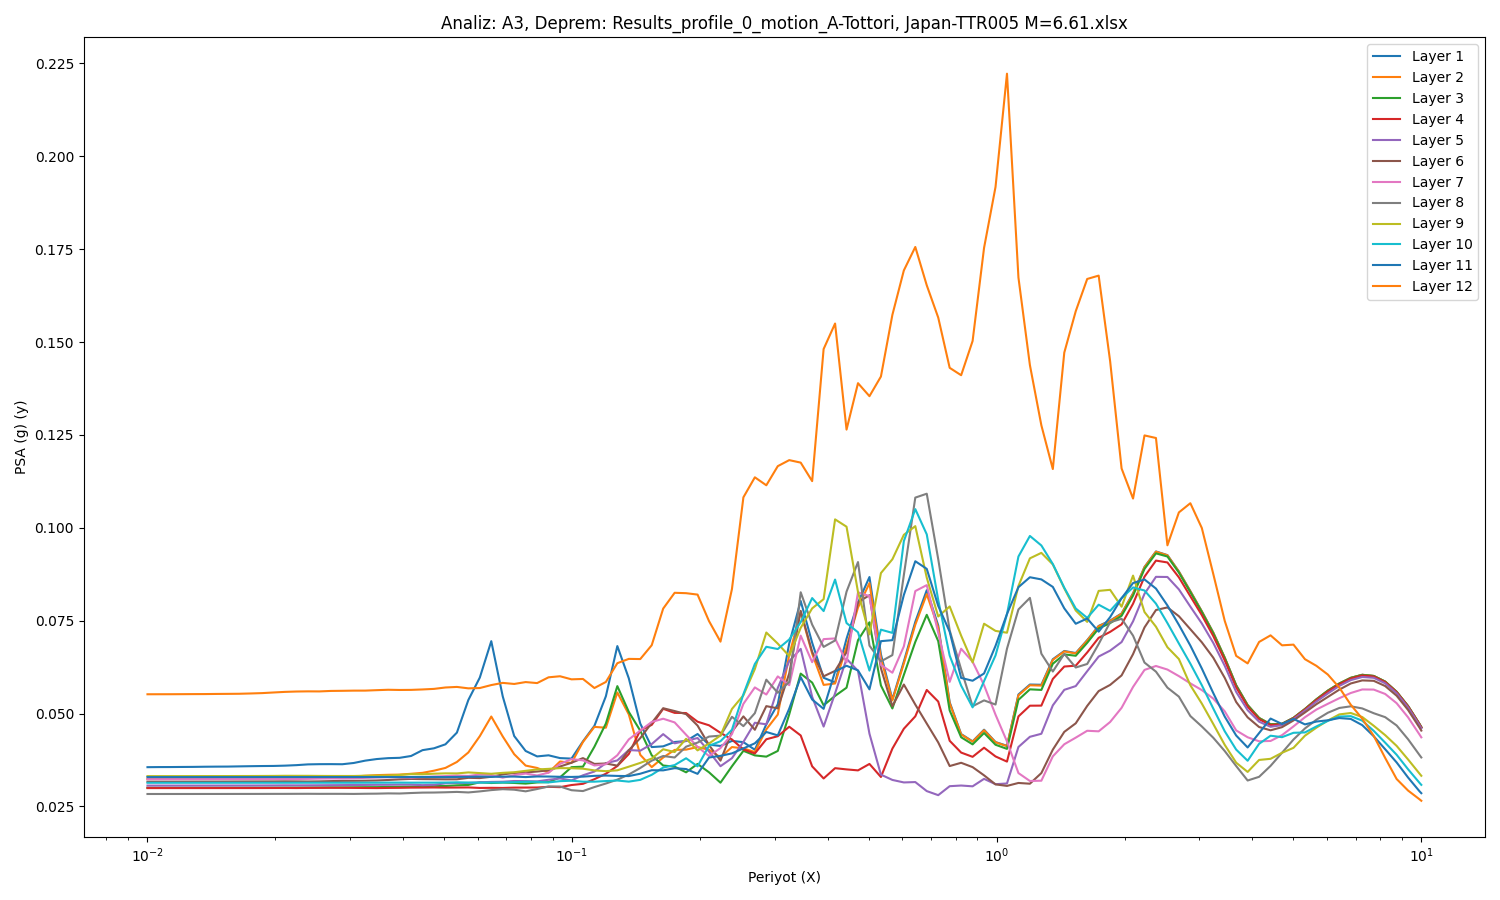 Analiz: A3, Deprem: Results_profile_0_motion_A-Tottori, Japan-TTR005 M=6.61.xlsx
0.225
0.200
0.175
0.150
0.125
0.100
0.075
0.050
0.025
PSA (g) (y)
Layer 1
Layer 2
Layer 3
Layer 4
Layer 5
Layer 6
Layer 7
Layer 8
Layer 9
Layer 10
Layer 11
Layer 12
10⁻² 10⁻¹ 10⁰ 10¹
Periyot (X)